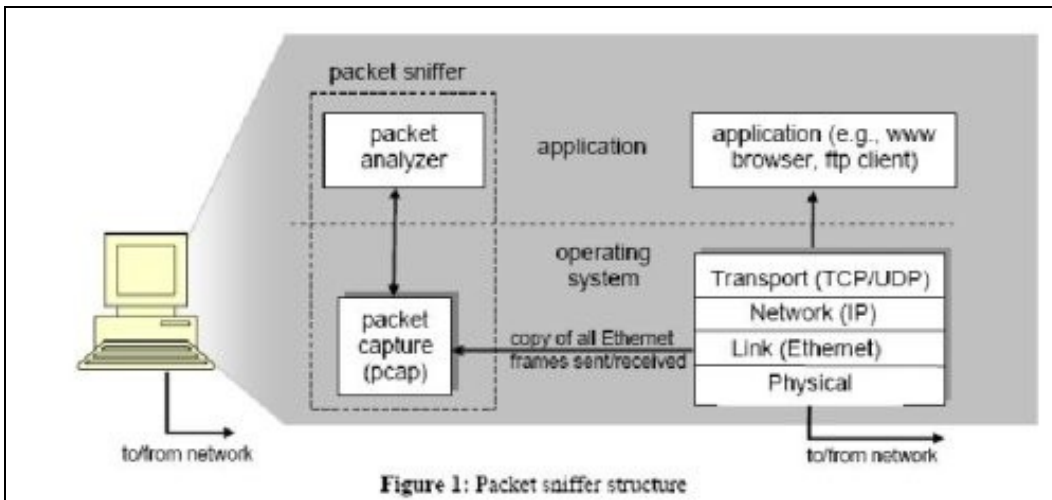 packet sniffer
packet
analyzer
application
application (e.g., www
browser, ftp client)
operating
system
packet
capture
(pcap)
copy of all Ethernet
frames sent/received
Transport (TCP/UDP)
Network (IP)
Link (Ethernet)
Physical
to/from network
to/from network
Figure 1: Packet sniffer structure